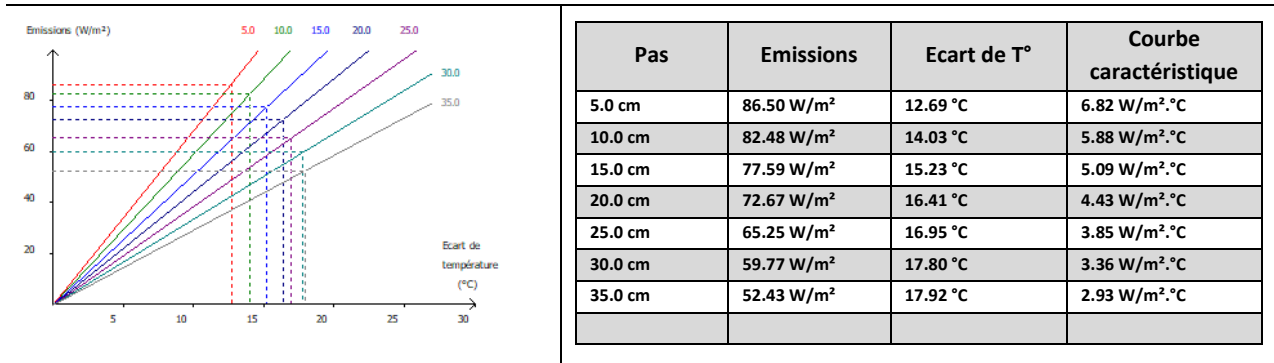 Emissions (W/m²)
5.0 10.0 15.0 20.0 25.0
30.0
35.0
80
60
40
20
Ecart de
température
(°C)
5 10 15 20 25 30
Pas Emissions Ecart de T° Courbe caractéristique
5.0 cm 86.50 W/m² 12.69 °C 6.82 W/m².°C
10.0 cm 82.48 W/m² 14.03 °C 5.88 W/m².°C
15.0 cm 77.59 W/m² 15.23 °C 5.09 W/m².°C
20.0 cm 72.67 W/m² 16.41 °C 4.43 W/m².°C
25.0 cm 65.25 W/m² 16.95 °C 3.85 W/m².°C
30.0 cm 59.77 W/m² 17.80 °C 3.36 W/m².°C
35.0 cm 52.43 W/m² 17.92 °C 2.93 W/m².°C